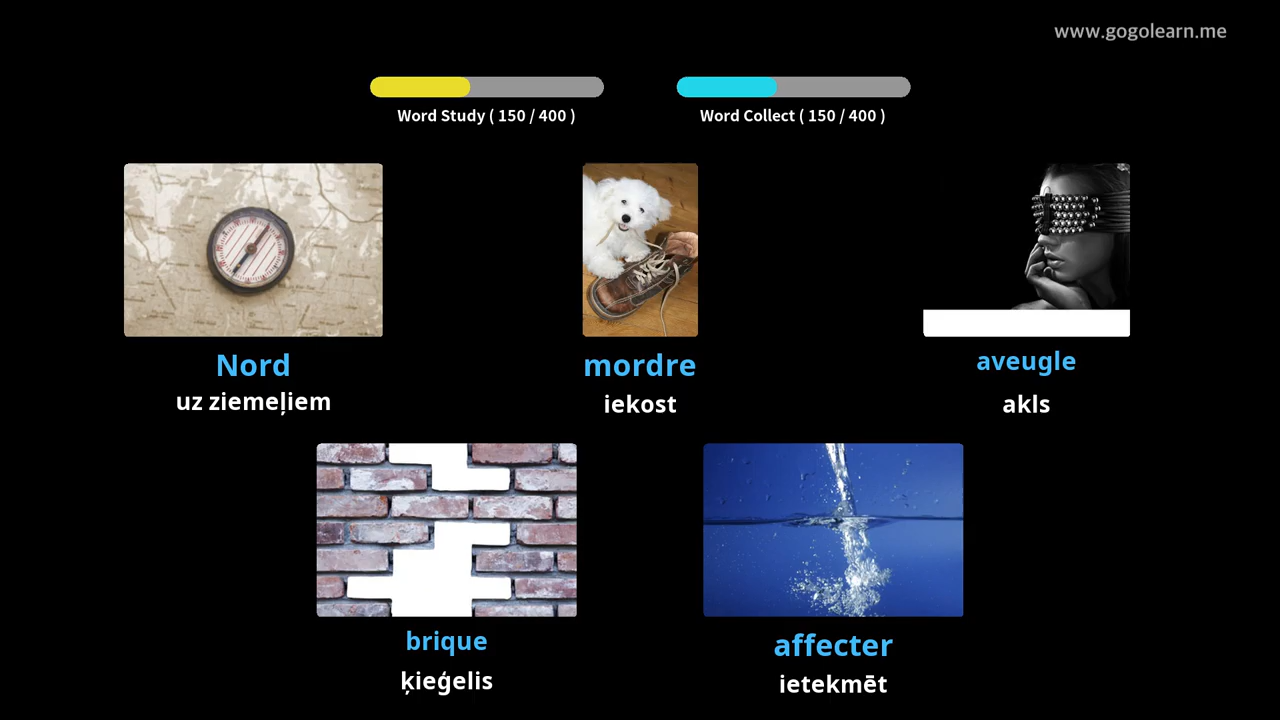 www.gogolearn.me
Word Study ( 150 / 400 )
Word Collect ( 150 / 400 )
Nord
uz ziemeļiem
mordre
iekost
aveugle
akls
brique
ķieģelis
affecter
ietekmēt